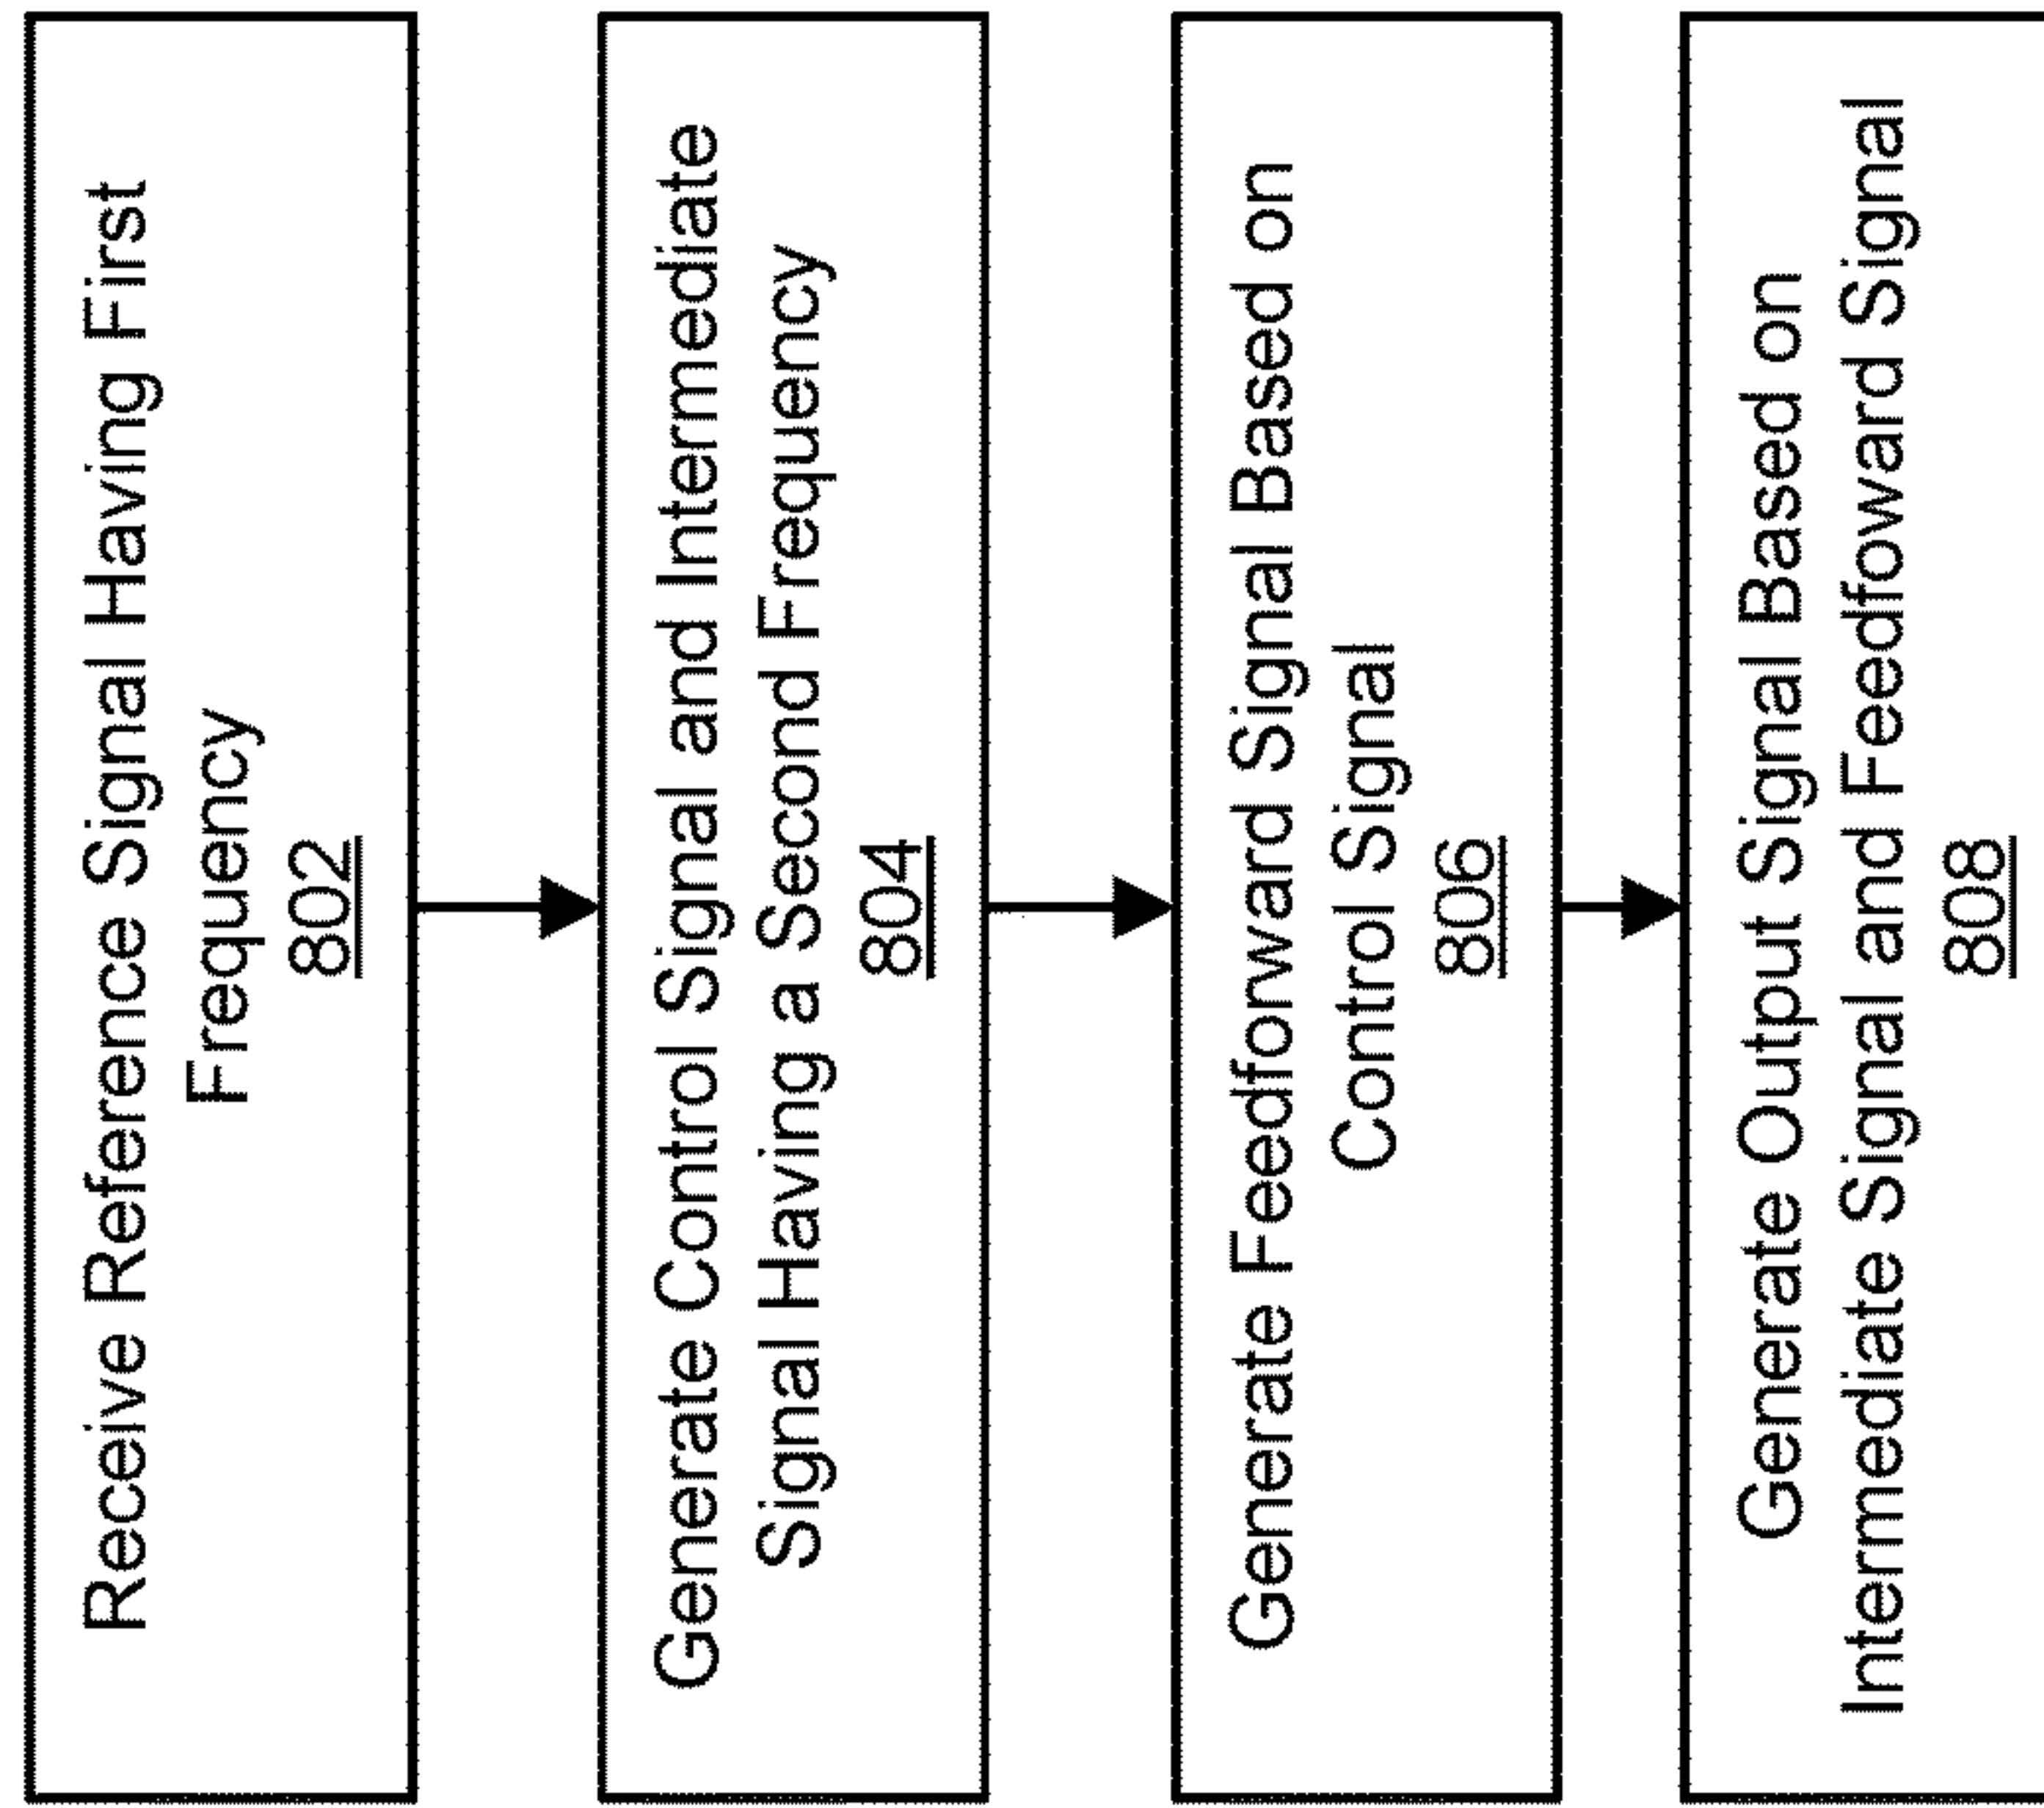 Receive Reference Signal Having First
Frequency
802
Generate Control Signal and Intermediate
Signal Having a Second Frequency
804
Generate Feedforward Signal Based on
Control Signal
806
Generate Output Signal Based on
Intermediate Signal and Feedfoward Signal
808